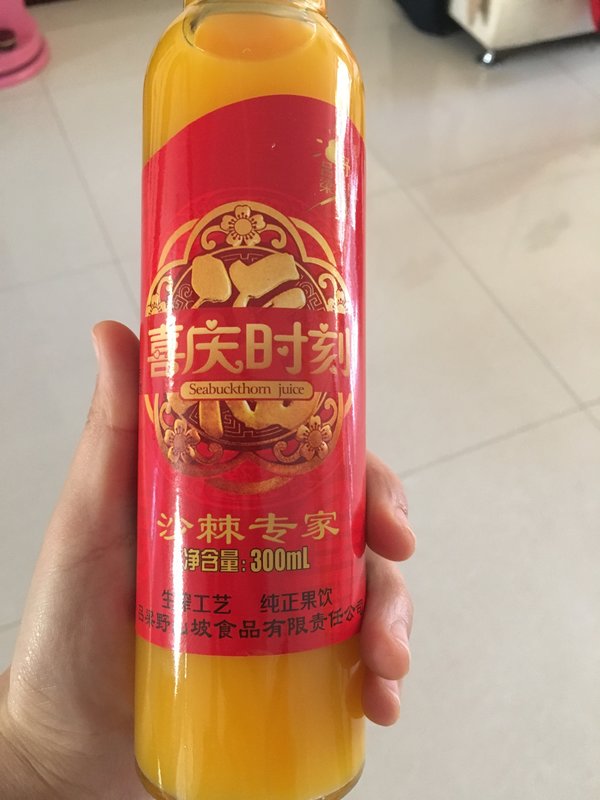 喜庆时刻
Seabuckthorn juice
沙棘专家
净含量:300mL
生榨工艺 纯正果饮
野山坡食品有限责任公司